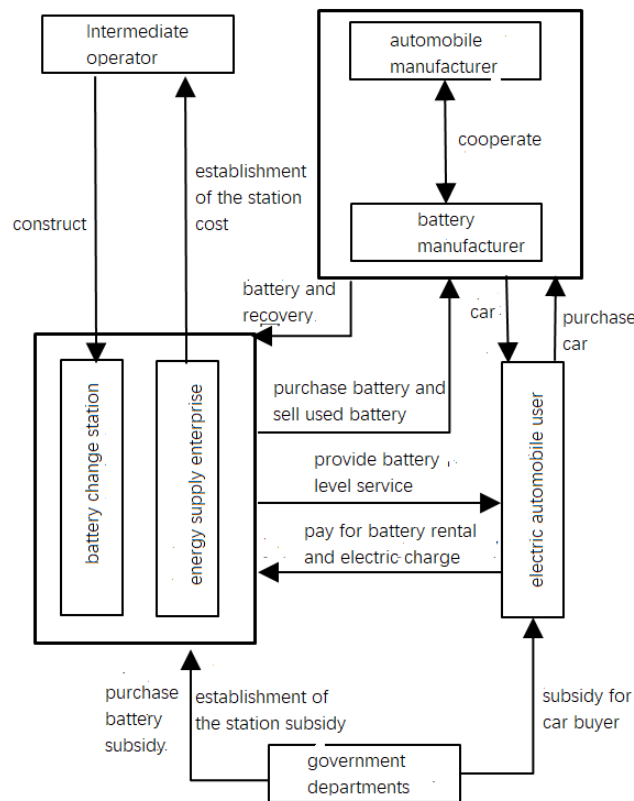 Intermediate
operator
automobile
manufacturer
cooperate
establishment
of the station
cost
construct
battery
manufacturer
battery and
recovery.
car
purchase
car
purchase battery and
sell used battery
battery change station
energy supply enterprise
electric automobile user
provide battery
level service
pay for battery rental
and electric charge
purchase
battery
subsidy.
establishment of
the station subsidy
subsidy for
car buyer
government
departments